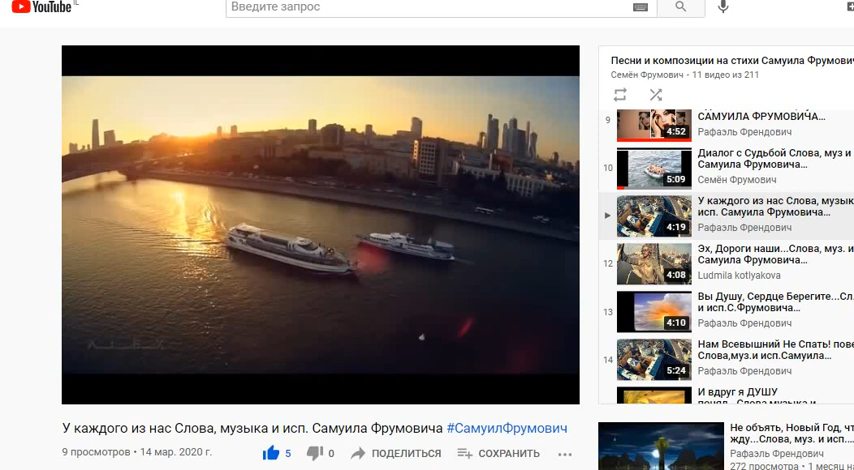 YouTube IL
Введите запрос
У каждого из нас Слова, музыка и исп. Самуила Фрумовича #СамуилФрумович
9 просмотров • 14 мар. 2020 г.
5
0
ПОДЕЛИТЬСЯ
СОХРАНИТЬ
Песни и композиции на стихи Самуила Фрумович
Семён Фрумович - 11 видео из 211
9
САМУИЛА ФРУМОВИЧА...
Рафаэль Френдович
4:52
10
Диалог с Судьбой Слова, муз и
Самуила Фрумовича...
Семён Фрумович
5:09
У каждого из нас Слова, музык
исп. Самуила Фрумовича...
Рафаэль Френдович
4:19
12
Эх, Дороги наши...Слова, муз. и
Самуила Фрумовича...
Ludmila kotlyakova
4:08
13
Вы Душу, Сердце Берегите...Сл.
и исп.С.Фрумовича...
Рафаэль Френдович
4:10
14
Нам Всевышний Не Спать! пове
Слова,муз.и исп.Самуила...
Рафаэль Френдович
5:24
И вдруг я ДУШУ
Не объять, Новый Год, чт
жду...Слова, муз. и исп....
Рафаэль Френдович
272 просмотра • 1 месяц н